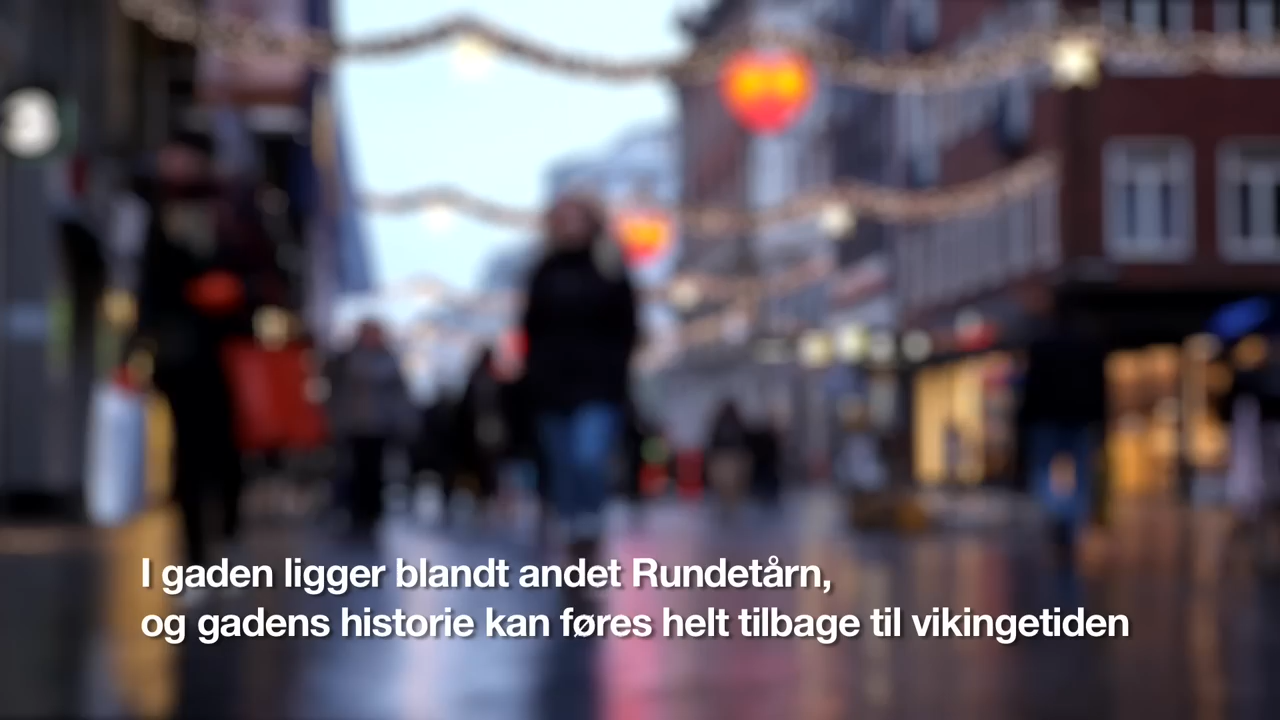 I gaden ligger blandt andet Rundetårn,
og gadens historie kan føres helt tilbage til vikingetiden